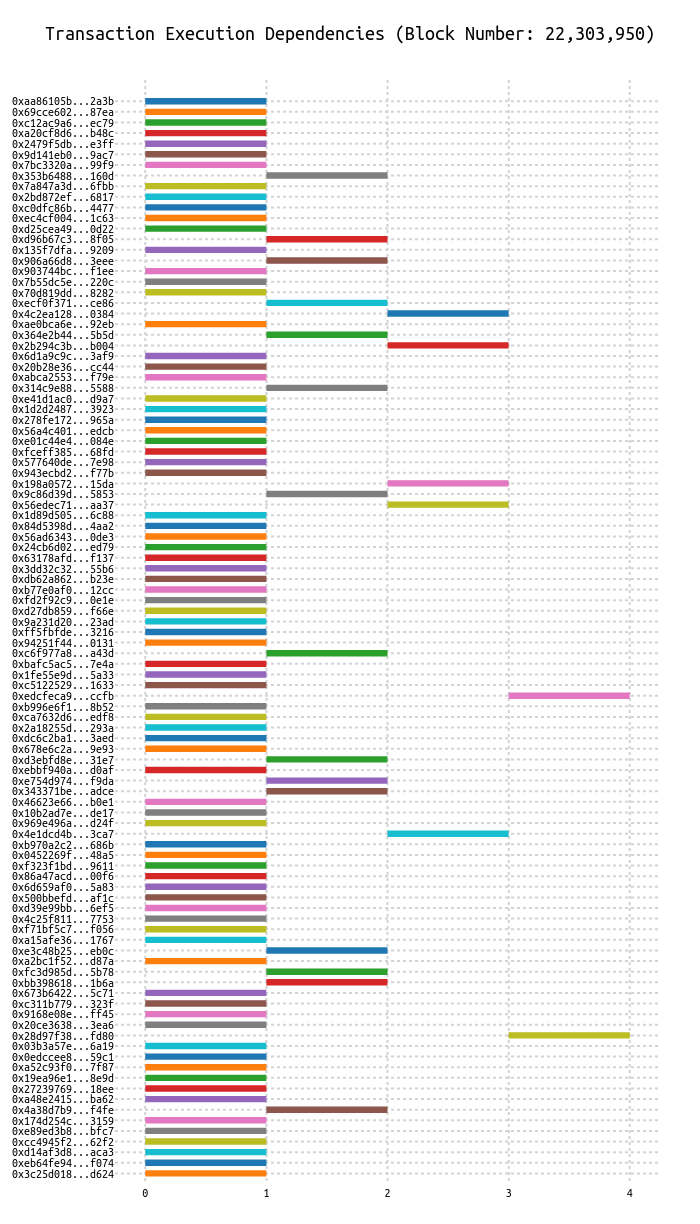 Transaction Execution Dependencies (Block Number: 22,303,950)
0xaa86105b...2a3b
0x69cce602...87ea
0xc12ac9a6...ec79
0xa20cf8d6...b48c
0x2479f5db...e3ff
0x9d141eb0...9ac7
0x7bc3320a...99f9
0x353b6488...160d
0x7a847a3d...6fbb
0x2bd872ef...6817
0xc0dfc86b...4477
0xec4cf004...1c63
0xd25cea49...0d22
0xd96b67c3...8f05
0x135f7dfa...9209
0x906a66d8...3eee
0x903744bc...f1ee
0x7b55dc5e...220c
0x70d819dd...8282
0xecf0f371...ce86
0x4c2ea128...0384
0xae0bca6e...92eb
0x364e2b44...5b5d
0x2b294c3b...b004
0x6d1a9c9c...3af9
0x20b28e36...cc44
0xabca2553...f79e
0x314c9e88...5588
0xe41d1ac0...d9a7
0x1d2d2487...3923
0x278fe172...965a
0x56a4c401...edcb
0xe01c44e4...084e
0xfceff385...68fd
0x577640de...7e98
0x943ecbd2...f77b
0x198a0572...15da
0x9c86d39d...5853
0x56edec71...aa37
0x1d89d505...6c88
0x84d5398d...4aa2
0x56ad6343...0de3
0x24cb6d02...ed79
0x63178afd...f137
0x3dd32c32...55b6
0xdb62a862...b23e
0xb77e0af0...12cc
0xfd2f92c9...0e1e
0xd27db859...f66e
0x9a231d20...23ad
0xff5fbfde...3216
0x94251f44...0131
0xc6f977a8...a43d
0xbafc5ac5...7e4a
0x1fe55e9d...5a33
0xc5122529...1633
0xedcfeca9...ccfb
0xb996e6f1...8b52
0xca7632d6...edf8
0x2a18255d...293a
0xdc6c2ba1...3aed
0x678e6c2a...9e93
0xd3ebfd8e...31e7
0xebbf940a...d0af
0xe754d974...f9da
0x343371be...adce
0x46623e66...b0e1
0x10b2ad7e...de17
0x969e496a...d24f
0x4e1dcd4b...3ca7
0xb970a2c2...686b
0x0452269f...48a5
0xf323f1bd...9611
0x86a47acd...00f6
0x6d659af0...5a83
0x500bbefd...af1c
0xd39e99bb...6ef5
0x4c25f811...7753
0xf71bf5c7...f056
0xa15afe36...1767
0xe3c48b25...eb0c
0xa2bc1f52...d87a
0xfc3d985d...5b78
0xbb398618...1b6a
0x673b6422...5c71
0xc311b779...323f
0x9168e08e...ff45
0x20ce3638...3ea6
0x28d97f38...fd80
0x03b3a57e...6a19
0x0edccee8...59c1
0xa52c93f0...7f87
0x19ea96e1...8e9d
0x27239769...18ee
0xa48e2415...ba62
0x4a38d7b9...f4fe
0x174d254c...3159
0xe89ed3b8...bfc7
0xcc4945f2...62f2
0xd14af3d8...aca3
0xeb64fe94...f074
0x3c25d018...d624
0 1 2 3 4